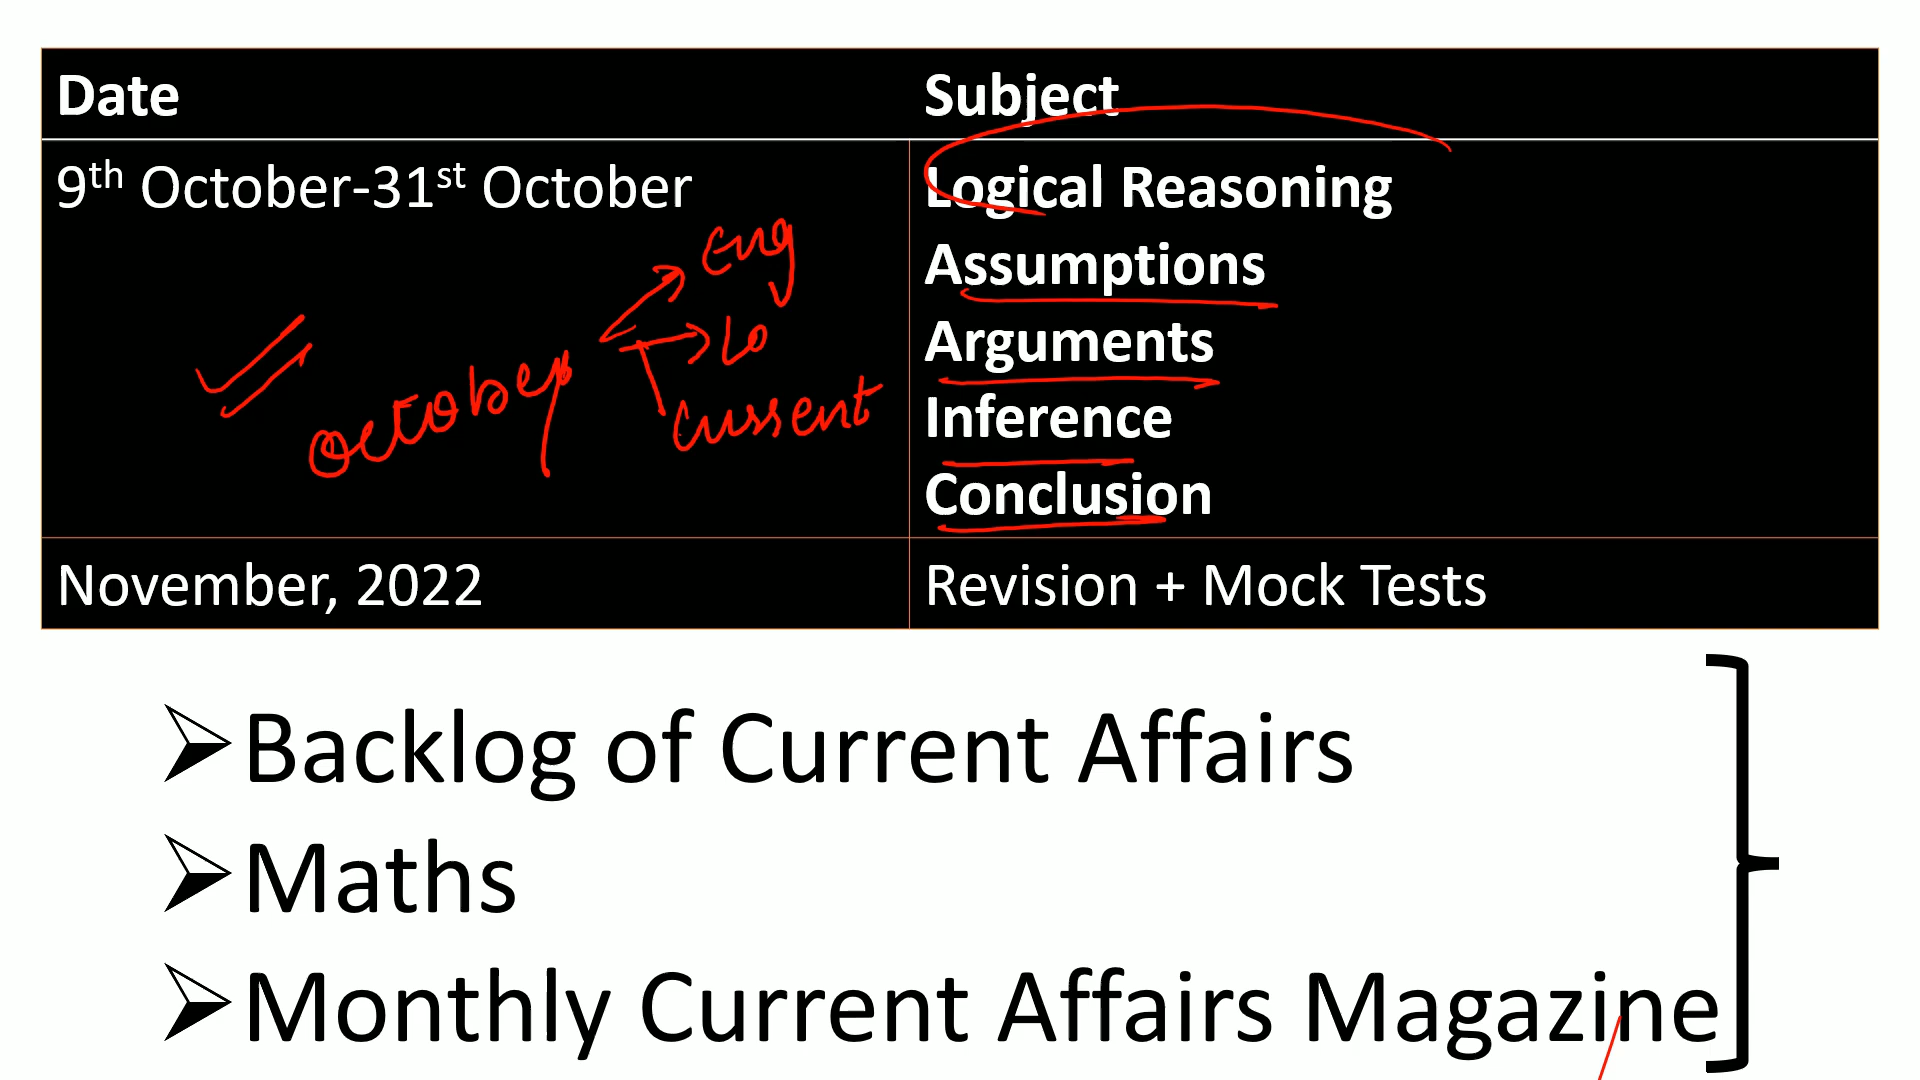 Date Subject
9th October-31st October Logical Reasoning
Assumptions
Arguments
Inference
Conclusion
Eng
Lo
October
Current
November, 2022 Revision + Mock Tests
Backlog of Current Affairs
Maths
Monthly Current Affairs Magazine